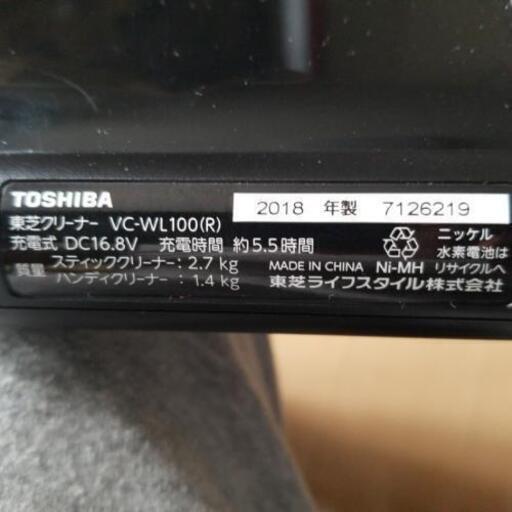 TOSHIBA
2018 年製 7126219
東芝クリーナー VC-WL100(R)
充電式 DC16.8V 充電時間 約5.5時間
質量 スティッククリーナー:2.7 kg
ハンディクリーナー:1.4 kg
MADE IN CHINA Ni-MH
ニッケル
水素電池は
リサイクルへ
東芝ライフスタイル株式会社